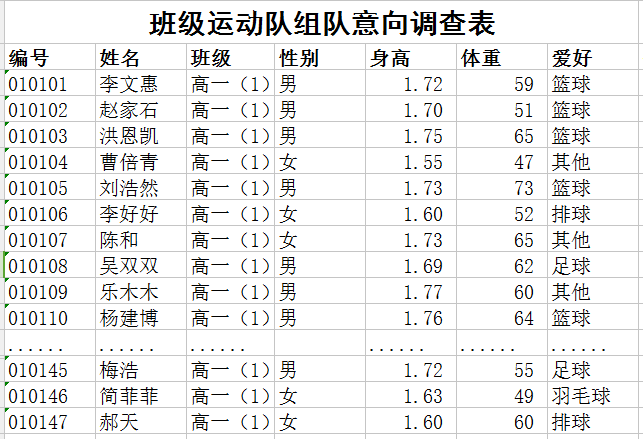 班级运动队组队意向调查表
编号 姓名 班级 性别 身高 体重 爱好
010101 李文惠 高一（1） 男 1.72 59 篮球
010102 赵家石 高一（1） 男 1.70 51 篮球
010103 洪恩凯 高一（1） 男 1.75 65 篮球
010104 曹倍青 高一（1） 女 1.55 47 其他
010105 刘浩然 高一（1） 男 1.73 73 篮球
010106 李好好 高一（1） 女 1.60 52 排球
010107 陈和 高一（1） 女 1.73 65 其他
010108 吴双双 高一（1） 男 1.69 62 足球
010109 乐木木 高一（1） 男 1.77 60 其他
010110 杨建博 高一（1） 男 1.76 64 篮球
...... ...... ...... ...... ...... ......
010145 梅浩 高一（1） 男 1.72 55 足球
010146 简菲菲 高一（1） 女 1.63 49 羽毛球
010147 郝天 高一（1） 女 1.60 60 排球